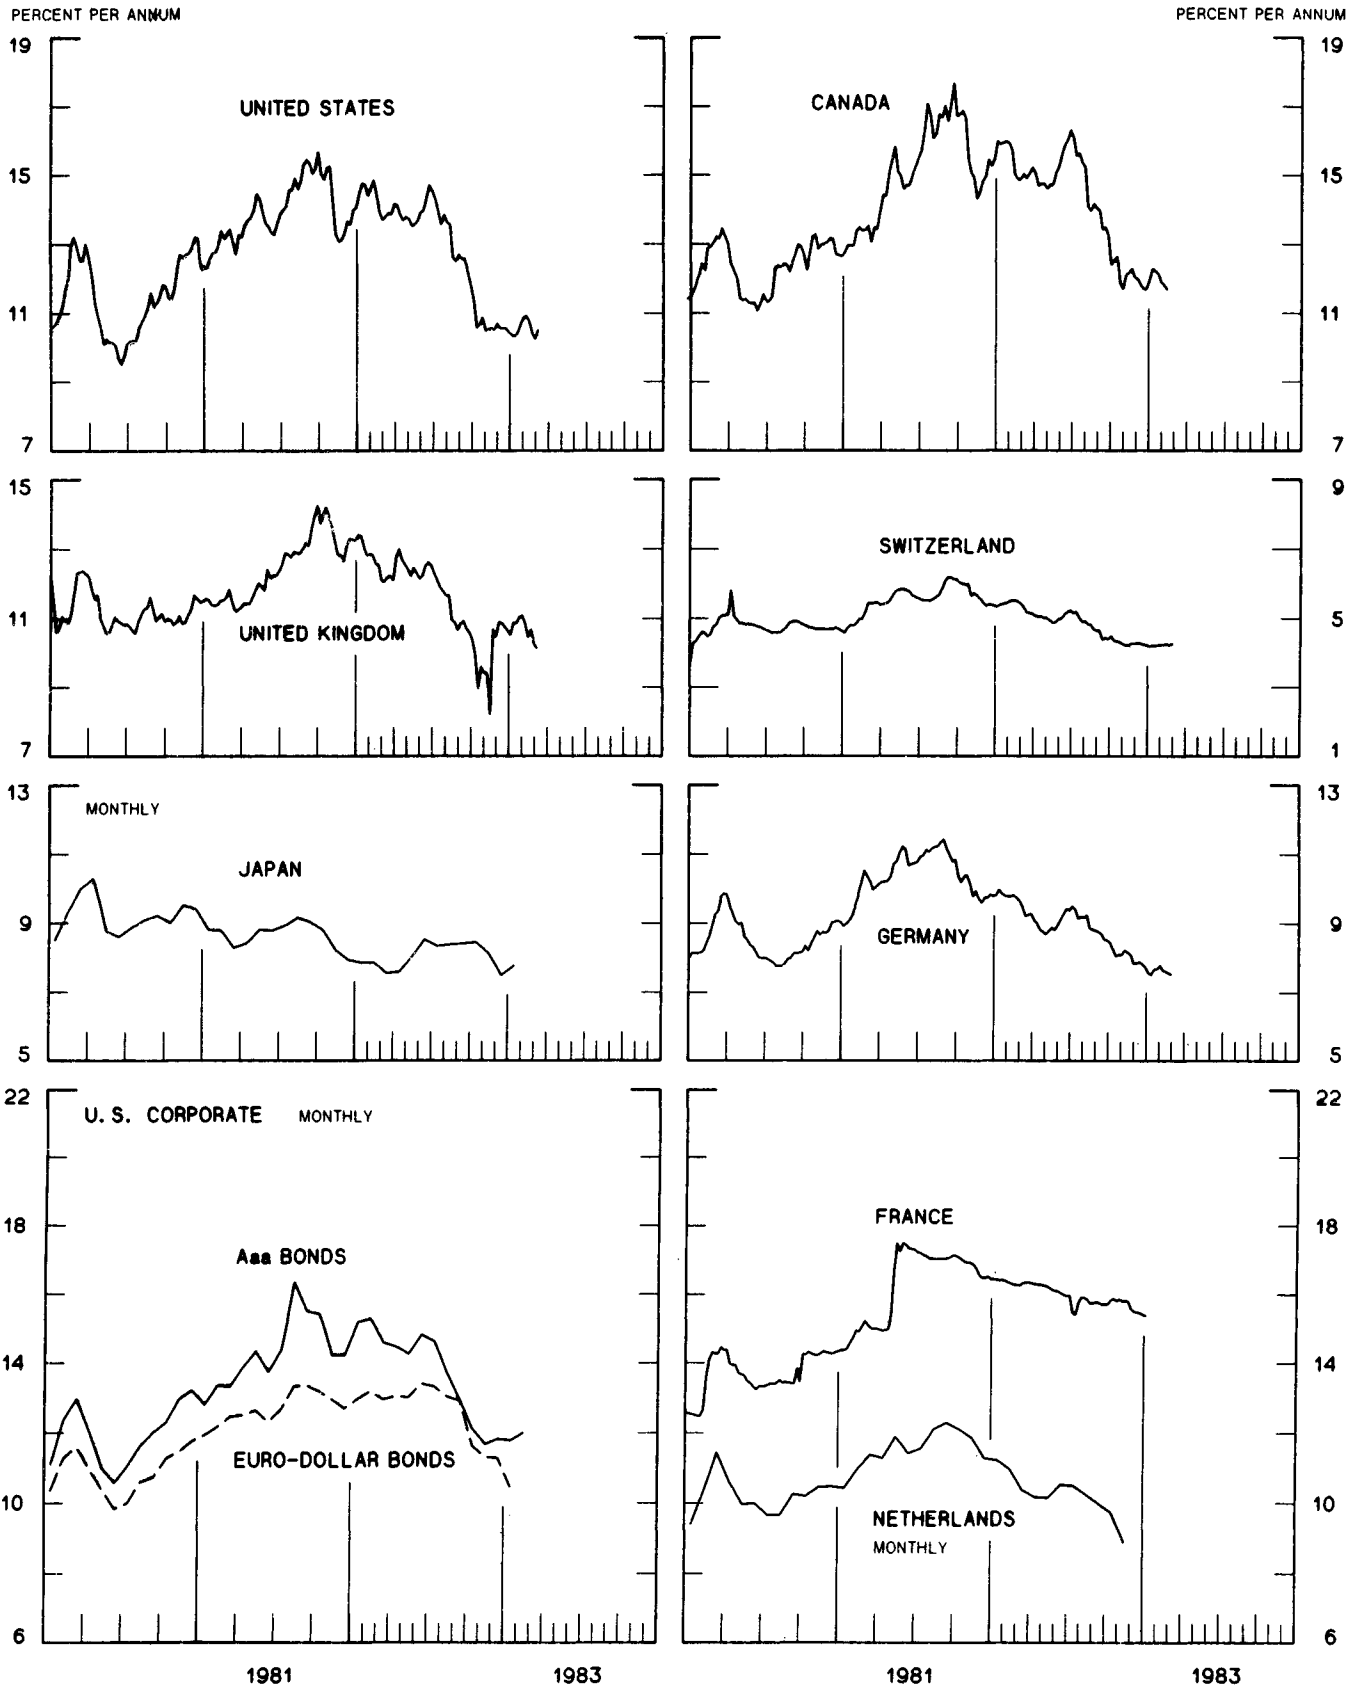 PERCENT PER ANNUM PERCENT PER ANNUM
19 19
UNITED STATES CANADA
15 15
11 11
7 7
15 9
SWITZERLAND
11 5
UNITED KINGDOM
7 1
13 13
MONTHLY
JAPAN
9 9
GERMANY
5 5
22 22
U. S. CORPORATE MONTHLY
18 FRANCE 18
Aaa BONDS
14 14
EURO-DOLLAR BONDS
10 10
NETHERLANDS
MONTHLY
6 6
1981 1983 1981 1983